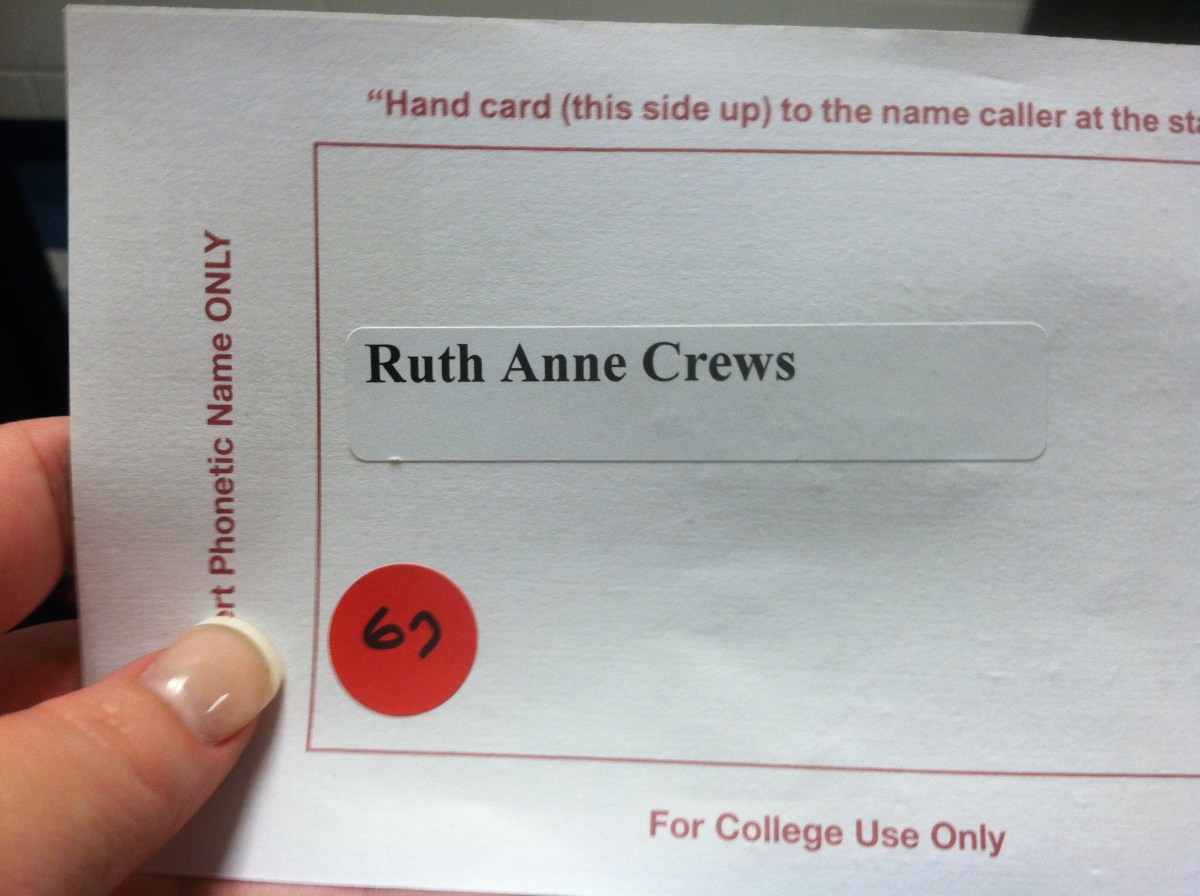 “Hand card (this side up) to the name caller at the
Phonetic Name ONLY
Ruth Anne Crews
67
For College Use Only